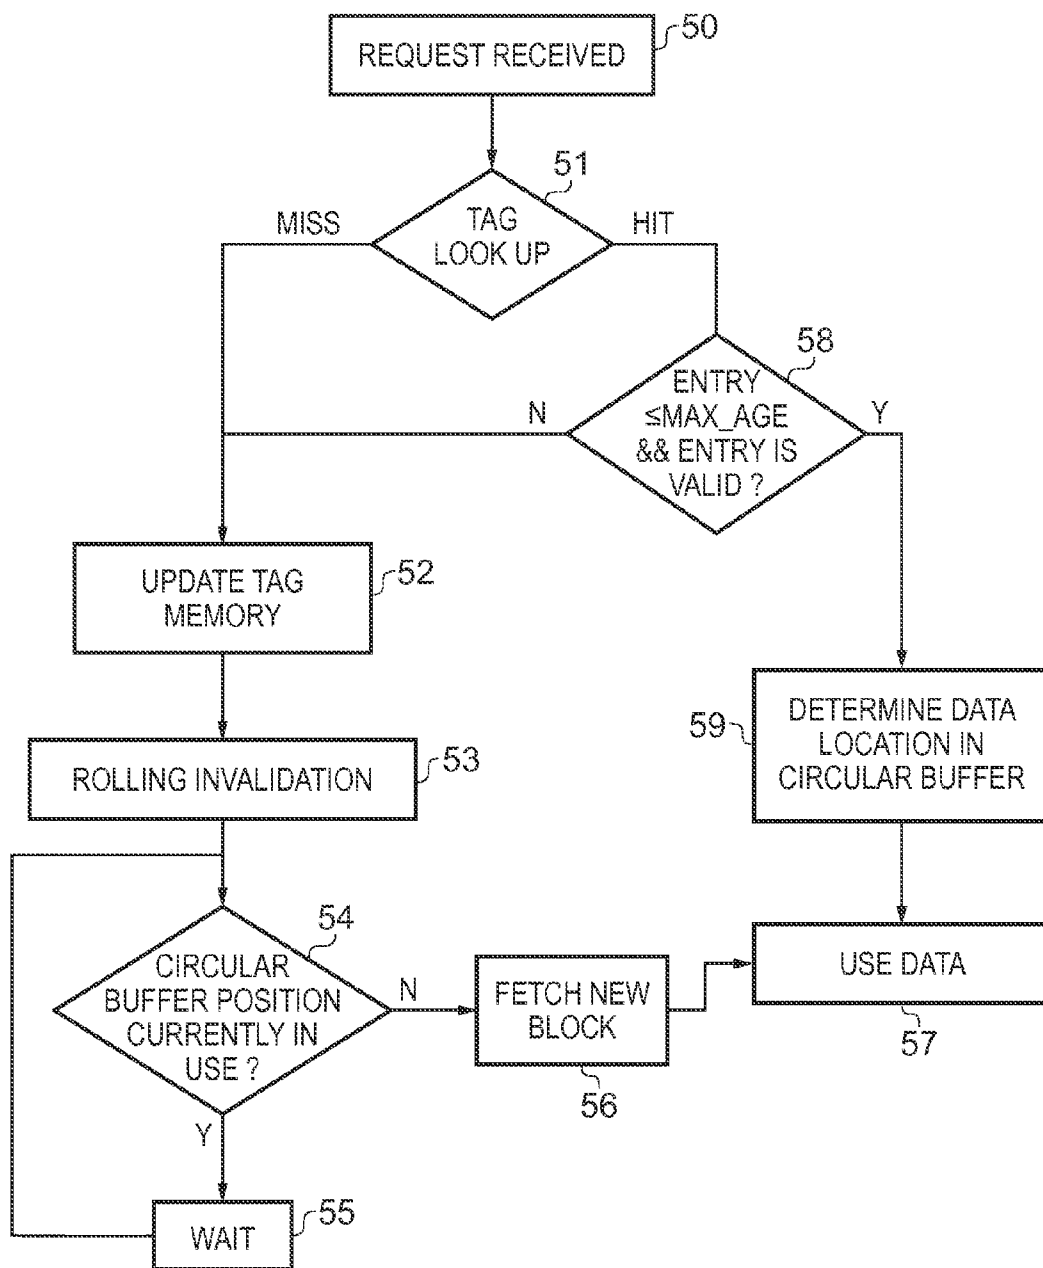 REQUEST RECEIVED
50
51
TAG
LOOK UP
MISS
HIT
58
ENTRY
≤MAX_AGE
&& ENTRY IS
VALID ?
N
Y
UPDATE TAG
MEMORY
52
ROLLING INVALIDATION
53
59
DETERMINE DATA
LOCATION IN
CIRCULAR BUFFER
54
CIRCULAR
BUFFER POSITION
CURRENTLY IN
USE ?
N
Y
FETCH NEW
BLOCK
56
USE DATA
57
WAIT
55